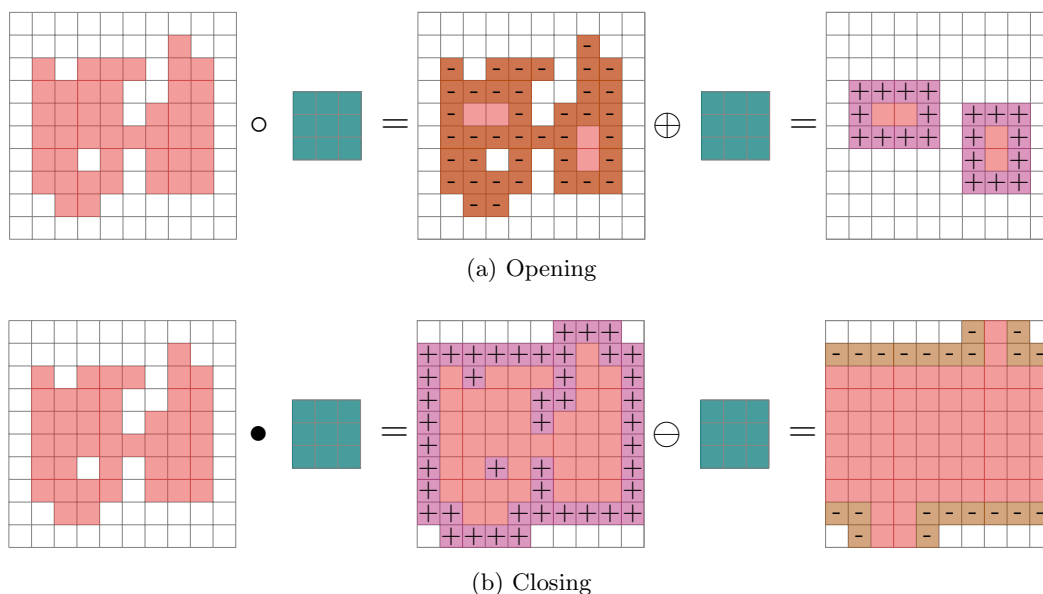 ○ = ⊕ =
(a) Opening
● = ⊖ =
(b) Closing